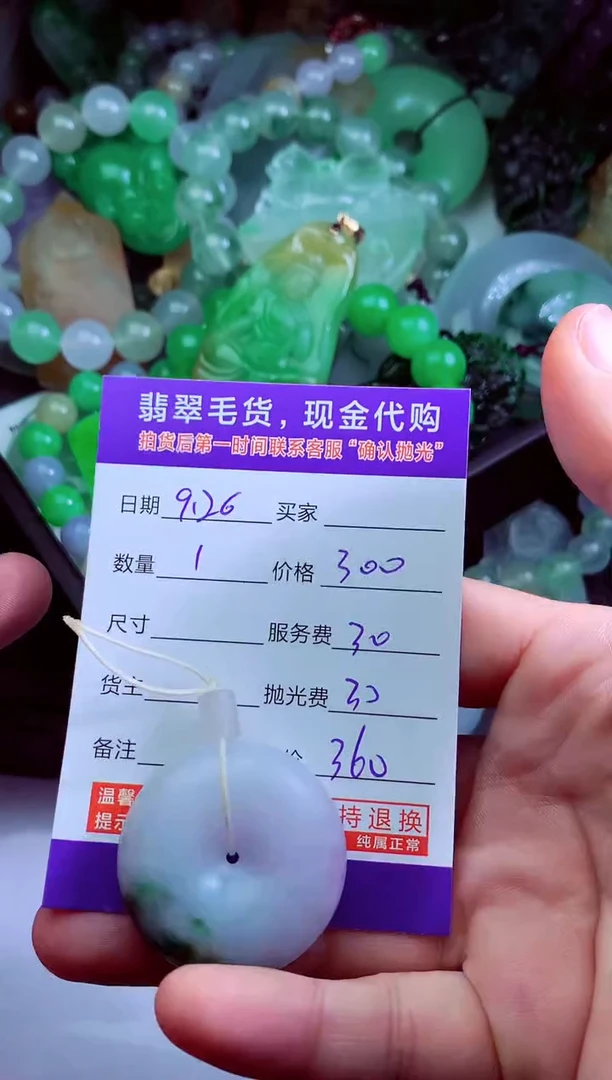 翡翠毛货，现金代购
拍货后第一时间联系客服“确认抛光”
日期 9.26 买家
数量 1 价格 300
尺寸 服务费 30
货主 抛光费 30
备注 价 360
温馨 持退换
提示 纯属正常